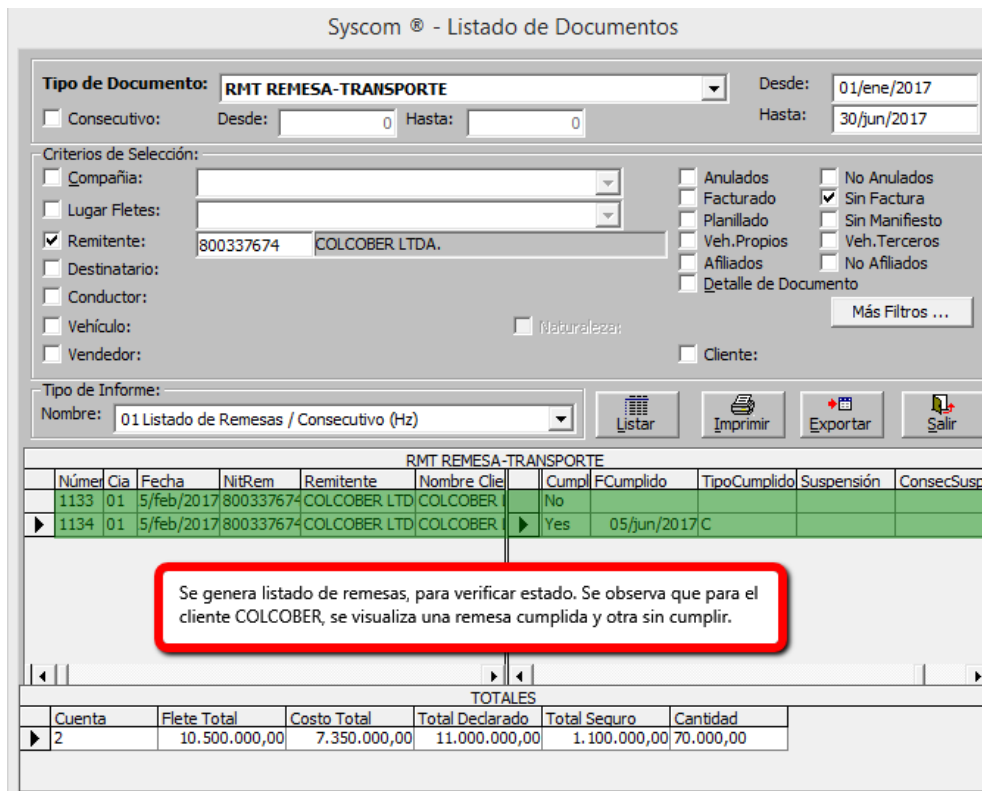 Syscom ® - Listado de Documentos
Tipo de Documento: RMT REMESA-TRANSPORTE Desde: 01/ene/2017
Consecutivo: Desde: 0 Hasta: 0 Hasta: 30/jun/2017
Criterios de Selección:
Compañia: Anulados No Anulados
Lugar Fletes: Facturado Sin Factura
Planillado Sin Manifiesto
Remitente: 800337674 COLCOBER LTDA. Veh.Propios Veh.Terceros
Destinatario: Afiliados No Afiliados
Detalle de Documento
Conductor:
Más Filtros ...
Vehículo: Naturaleza:
Vendedor: Cliente:
Tipo de Informe:
Nombre: 01 Listado de Remesas / Consecutivo (Hz) Listar Imprimir Exportar Salir
RMT REMESA-TRANSPORTE
Númer Cia Fecha NitRem Remitente Nombre Clie Cumpl FCumplido TipoCumplido Suspensión ConsecSusp
1133 01 5/feb/2017 800337674 COLCOBER LTD COLCOBER No
1134 01 5/feb/2017 800337674 COLCOBER LTD COLCOBER Yes 05/jun/2017 C
Se genera listado de remesas, para verificar estado. Se observa que para el
cliente COLCOBER, se visualiza una remesa cumplida y otra sin cumplir.
TOTALES
Cuenta Flete Total Costo Total Total Declarado Total Seguro Cantidad
2 10.500.000,00 7.350.000,00 11.000.000,00 1.100.000,00 70.000,00